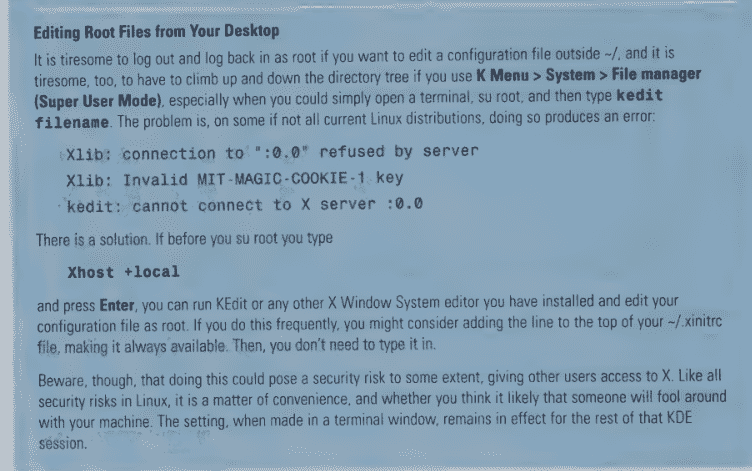 Editing Root Files from Your Desktop
It is tiresome to log out and log back in as root if you want to edit a configuration file outside ~/, and it is
tiresome, too, to have to climb up and down the directory tree if you use K Menu > System > File manager
(Super User Mode), especially when you could simply open a terminal, su root, and then type kedit
filename. The problem is, on some if not all current Linux distributions, doing so produces an error:
Xlib: connection to ":0.0" refused by server
Xlib: Invalid MIT-MAGIC-COOKIE-1 key
kedit: cannot connect to X server :0.0
There is a solution. If before you su root you type
Xhost +local
and press Enter, you can run KEdit or any other X Window System editor you have installed and edit your
configuration file as root. If you do this frequently, you might consider adding the line to the top of your ~/.xinitrc
file, making it always available. Then, you don't need to type it in.
Beware, though, that doing this could pose a security risk to some extent, giving other users access to X. Like all
security risks in Linux, it is a matter of convenience, and whether you think it likely that someone will fool around
with your machine. The setting, when made in a terminal window, remains in effect for the rest of that KDE
session.